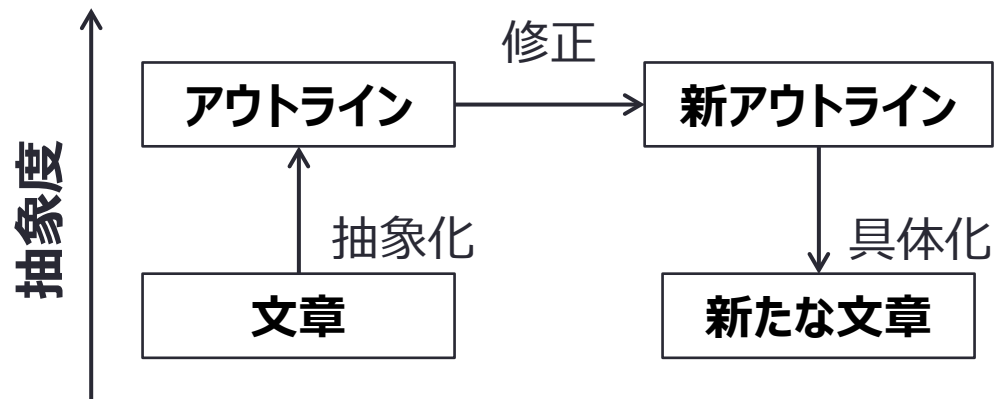 修正
アウトライン
新アウトライン
抽象度
抽象化
具体化
文章
新たな文章